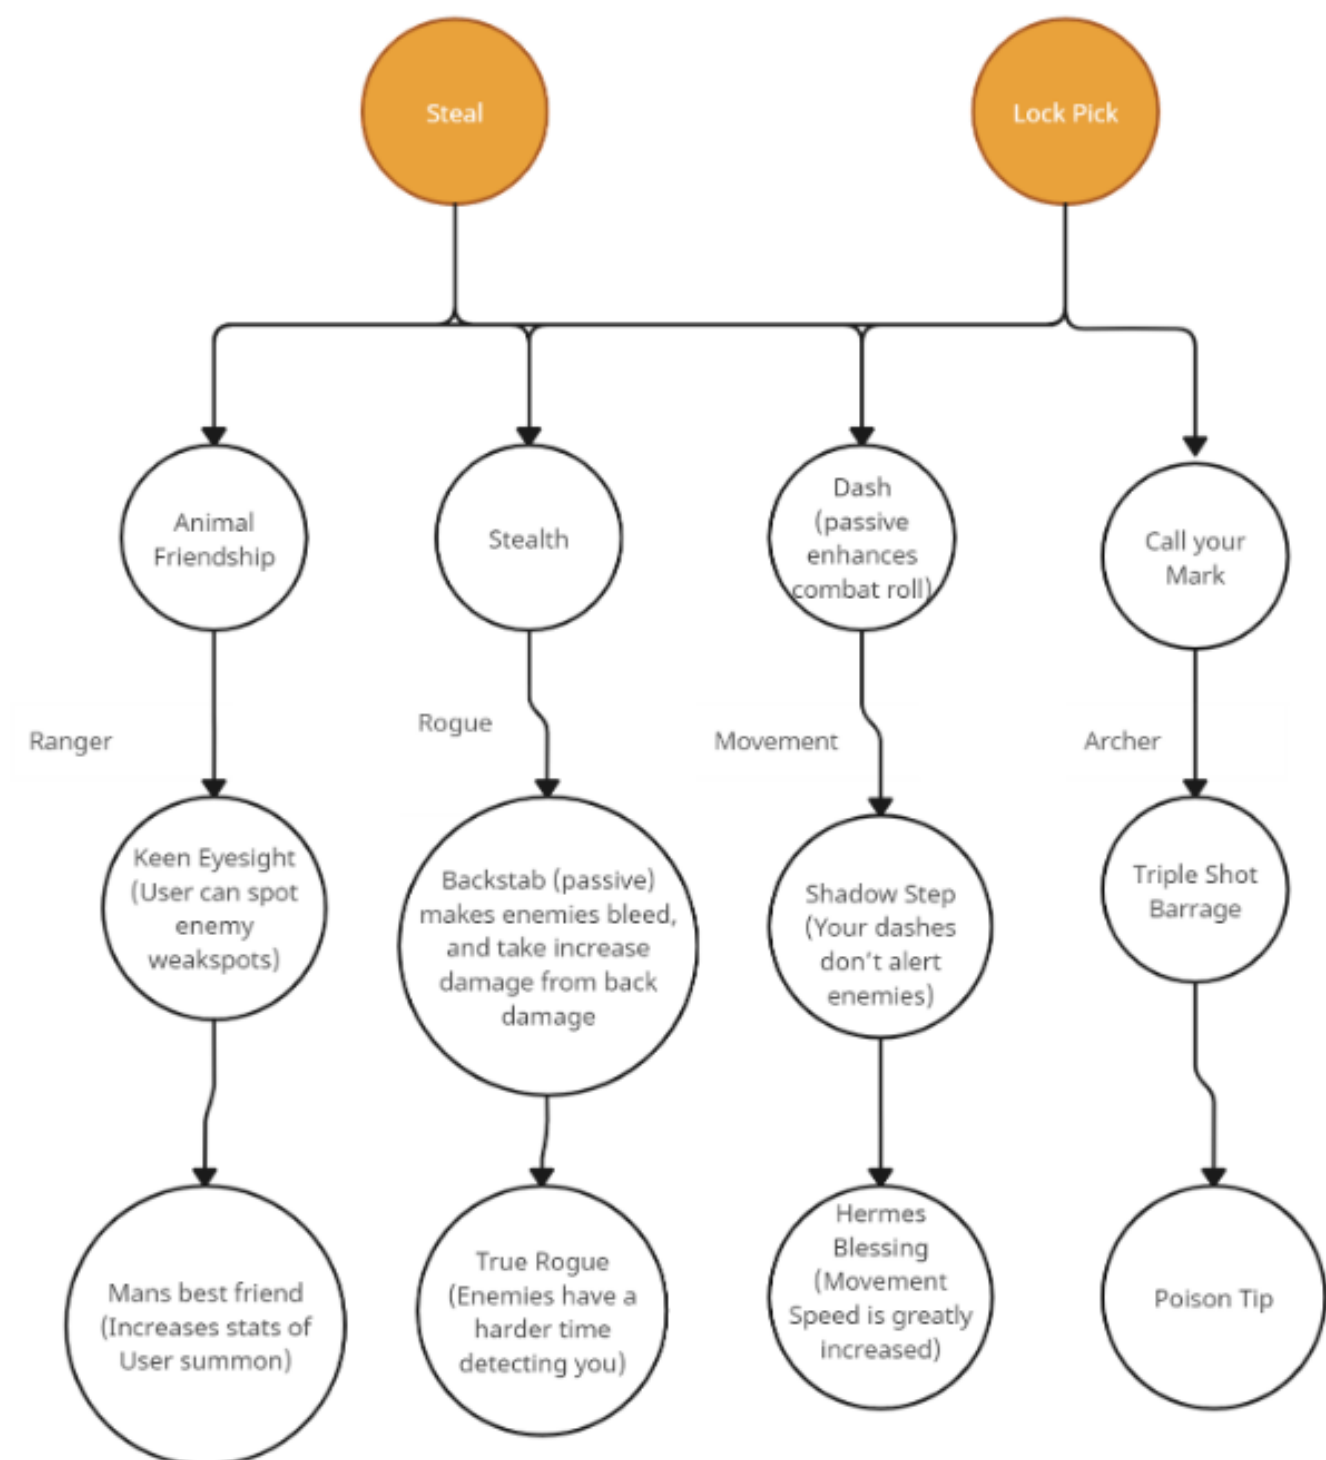 Steal
Lock Pick
Animal
Friendship
Stealth
Dash
(passive
enhances
combat roll)
Call your
Mark
Ranger
Rogue
Movement
Archer
Keen Eyesight
(User can spot
enemy
weakspots)
Backstab (passive)
makes enemies bleed,
and take increase
damage from back
damage
Shadow Step
(Your dashes
don't alert
enemies)
Triple Shot
Barrage
Mans best friend
(Increases stats of
User summon)
True Rogue
(Enemies have a
harder time
detecting you)
Hermes
Blessing
(Movement
Speed is greatly
increased)
Poison Tip